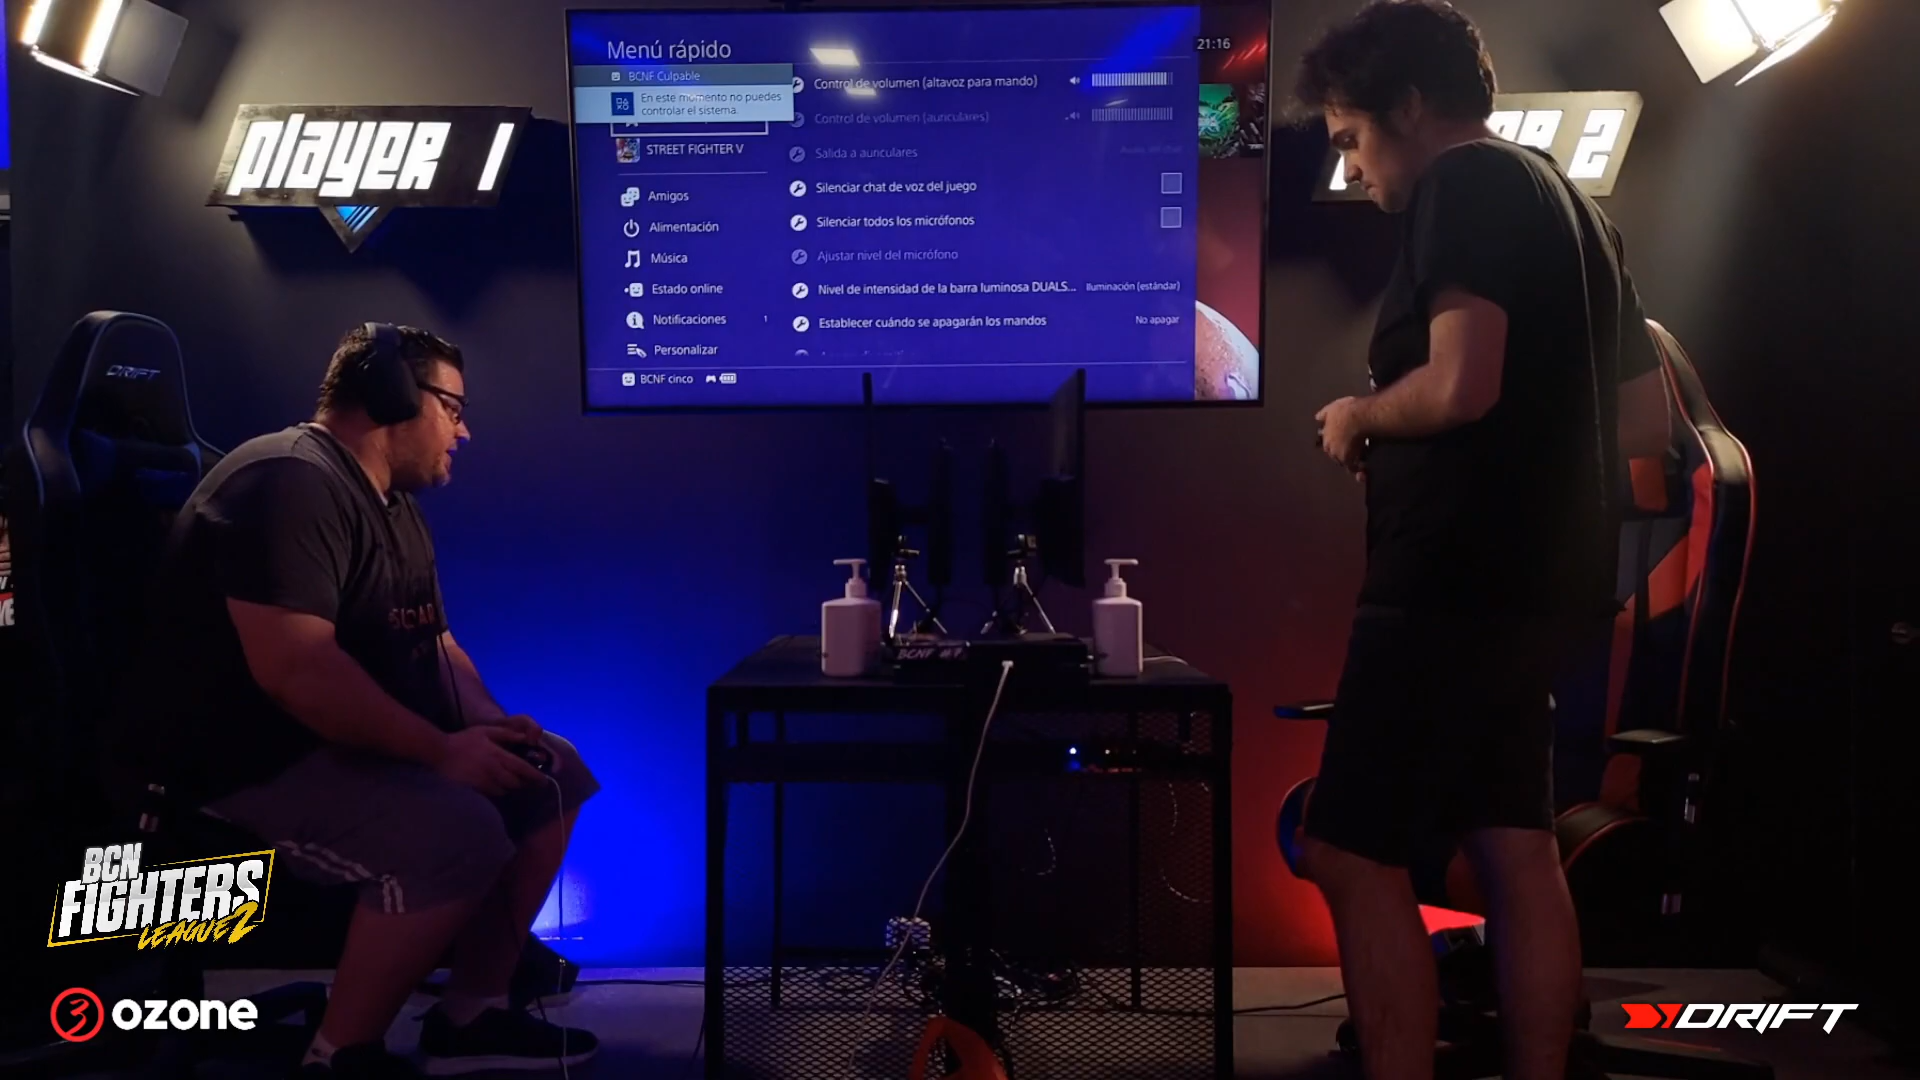 Menú rápido
21:16
BCNF Culpable
En este momento no puedes
controlar el sistema.
STREET FIGHTER V
Amigos
Alimentación
Música
Estado online
Notificaciones 1
Personalizar
BCNF cinco
Control de volumen (altavoz para mando)
Control de volumen (auriculares)
Salida a auriculares
Silenciar chat de voz del juego
Silenciar todos los micrófonos
Ajustar nivel del micrófono
Nivel de intensidad de la barra luminosa DUALS... Iluminación (estándar)
Establecer cuándo se apagarán los mandos No apagar
player 1
2
DRIFT
BCNF #7
BCN
FIGHTERS
LEAGUE 2
ozone
DRIFT